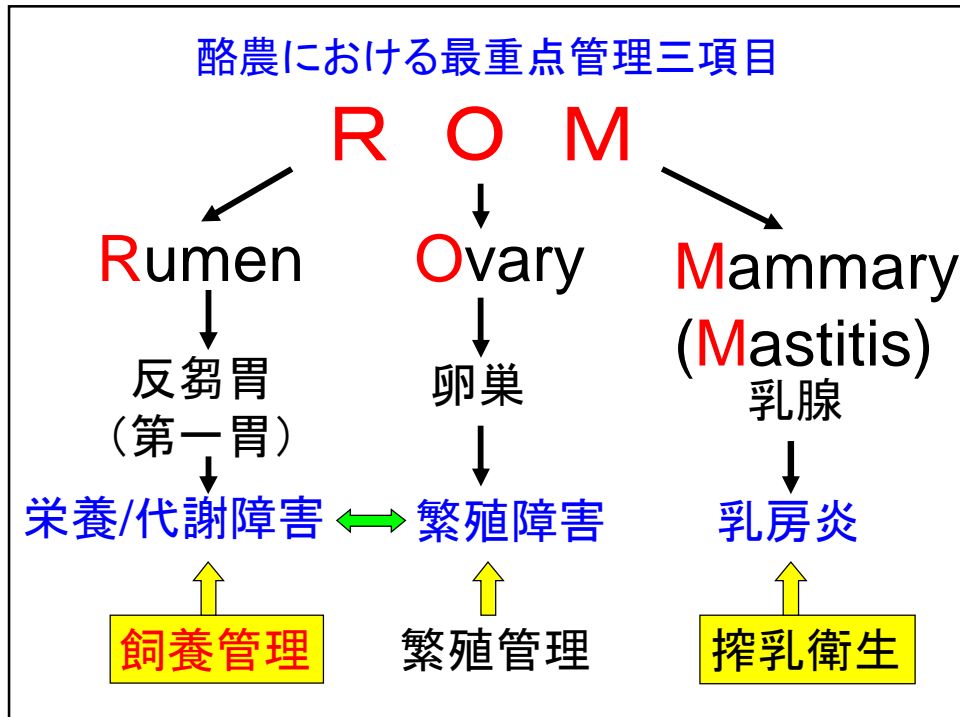 酪農における最重点管理三項目
R O M
Rumen
Ovary
Mammary
(Mastitis)
反芻胃
（第一胃）
卵巣
乳腺
栄養/代謝障害
繁殖障害
乳房炎
飼養管理
繁殖管理
搾乳衛生